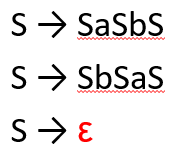 S → SaSbS
S → SbSaS
S → ε